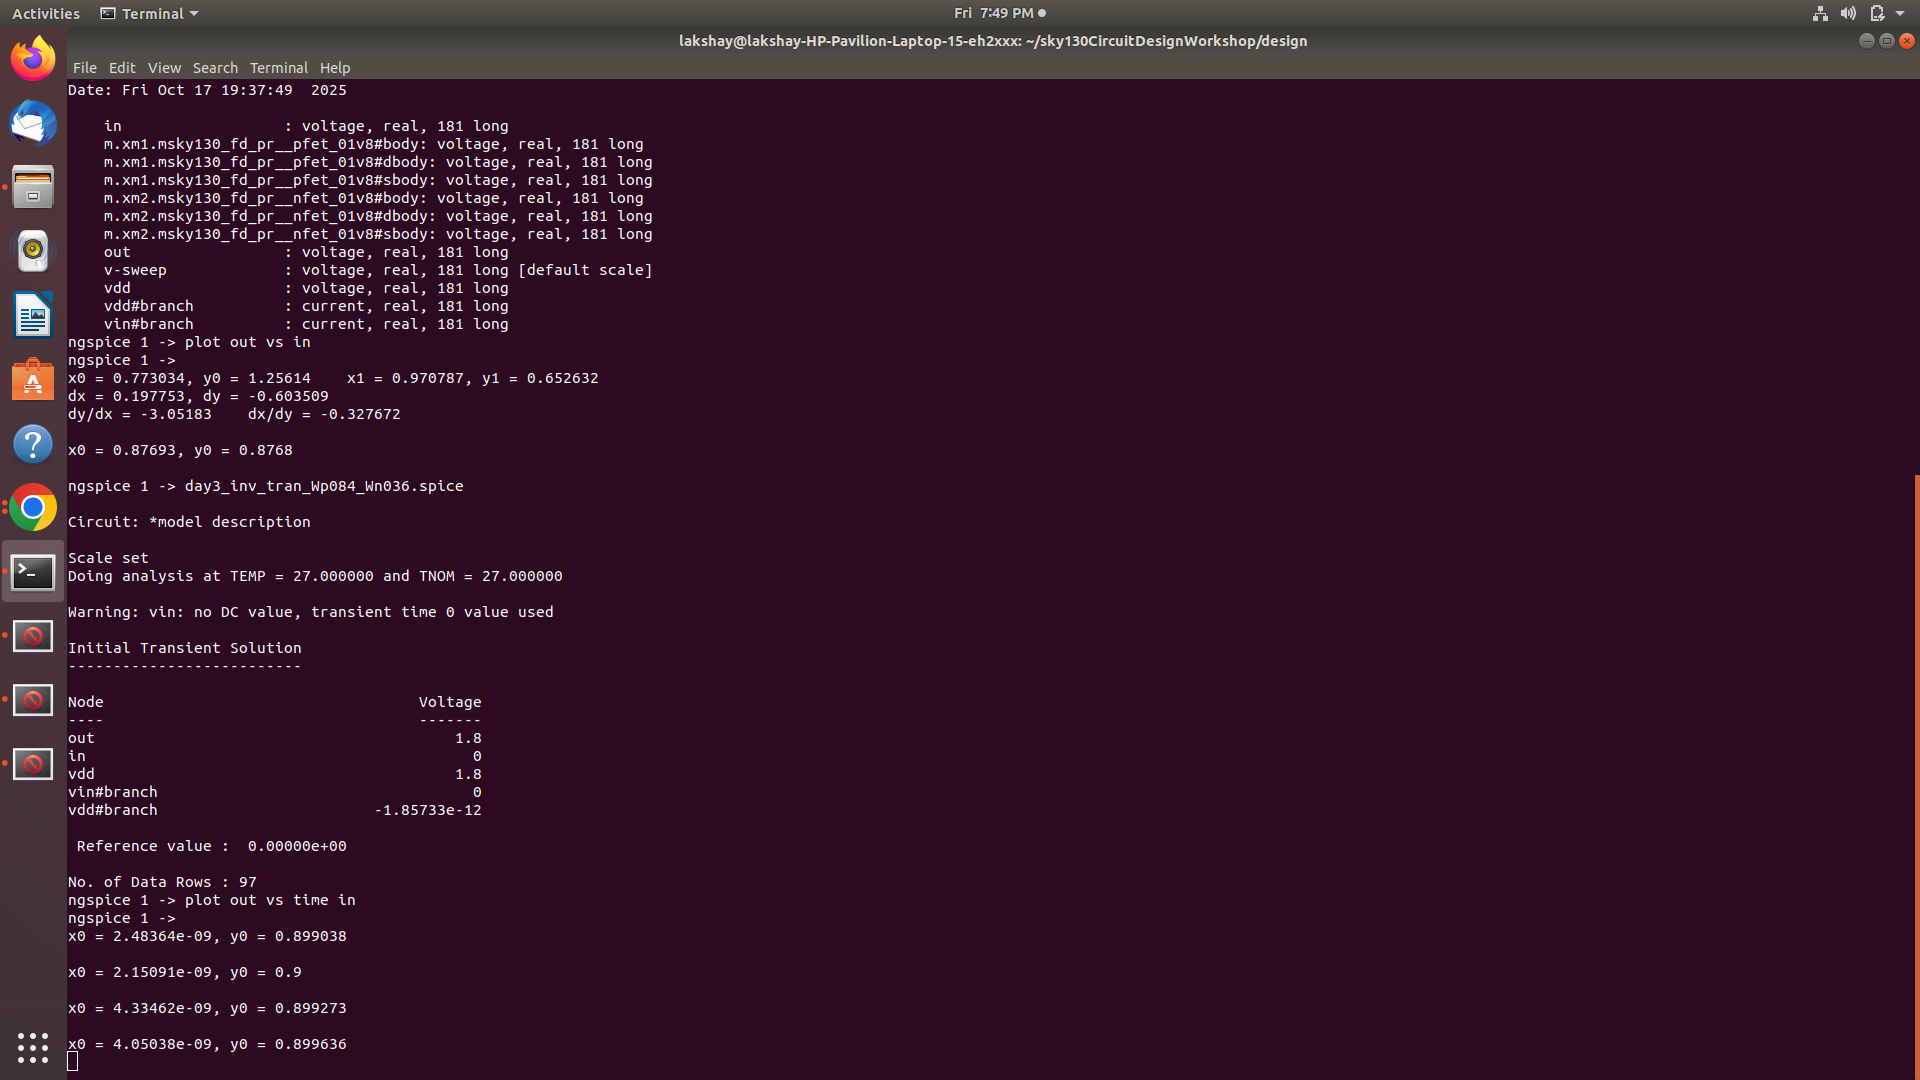 Activities Terminal Fri 7:49 PM
lakshay@lakshay-HP-Pavilion-Laptop-15-eh2xxx: ~/sky130CircuitDesignWorkshop/design
File Edit View Search Terminal Help
Date: Fri Oct 17 19:37:49  2025
    in                  : voltage, real, 181 long
    m.xm1.msky130_fd_pr__pfet_01v8#body: voltage, real, 181 long
    m.xm1.msky130_fd_pr__pfet_01v8#dbody: voltage, real, 181 long
    m.xm1.msky130_fd_pr__pfet_01v8#sbody: voltage, real, 181 long
    m.xm2.msky130_fd_pr__nfet_01v8#body: voltage, real, 181 long
    m.xm2.msky130_fd_pr__nfet_01v8#dbody: voltage, real, 181 long
    m.xm2.msky130_fd_pr__nfet_01v8#sbody: voltage, real, 181 long
    out                 : voltage, real, 181 long
    v-sweep             : voltage, real, 181 long [default scale]
    vdd                 : voltage, real, 181 long
    vdd#branch          : current, real, 181 long
    vin#branch          : current, real, 181 long
ngspice 1 -> plot out vs in
ngspice 1 ->
x0 = 0.773034, y0 = 1.25614    x1 = 0.970787, y1 = 0.652632
dx = 0.197753, dy = -0.603509
dy/dx = -3.05183    dx/dy = -0.327672
x0 = 0.87693, y0 = 0.8768
ngspice 1 -> day3_inv_tran_Wp084_Wn036.spice
Circuit: *model description
Scale set
Doing analysis at TEMP = 27.000000 and TNOM = 27.000000
Warning: vin: no DC value, transient time 0 value used
Initial Transient Solution
--------------------------
Node                                   Voltage
----                                   -------
out                                        1.8
in                                           0
vdd                                        1.8
vin#branch                                   0
vdd#branch                        -1.85733e-12
 Reference value :  0.00000e+00
No. of Data Rows : 97
ngspice 1 -> plot out vs time in
ngspice 1 ->
x0 = 2.48364e-09, y0 = 0.899038
x0 = 2.15091e-09, y0 = 0.9
x0 = 4.33462e-09, y0 = 0.899273
x0 = 4.05038e-09, y0 = 0.899636